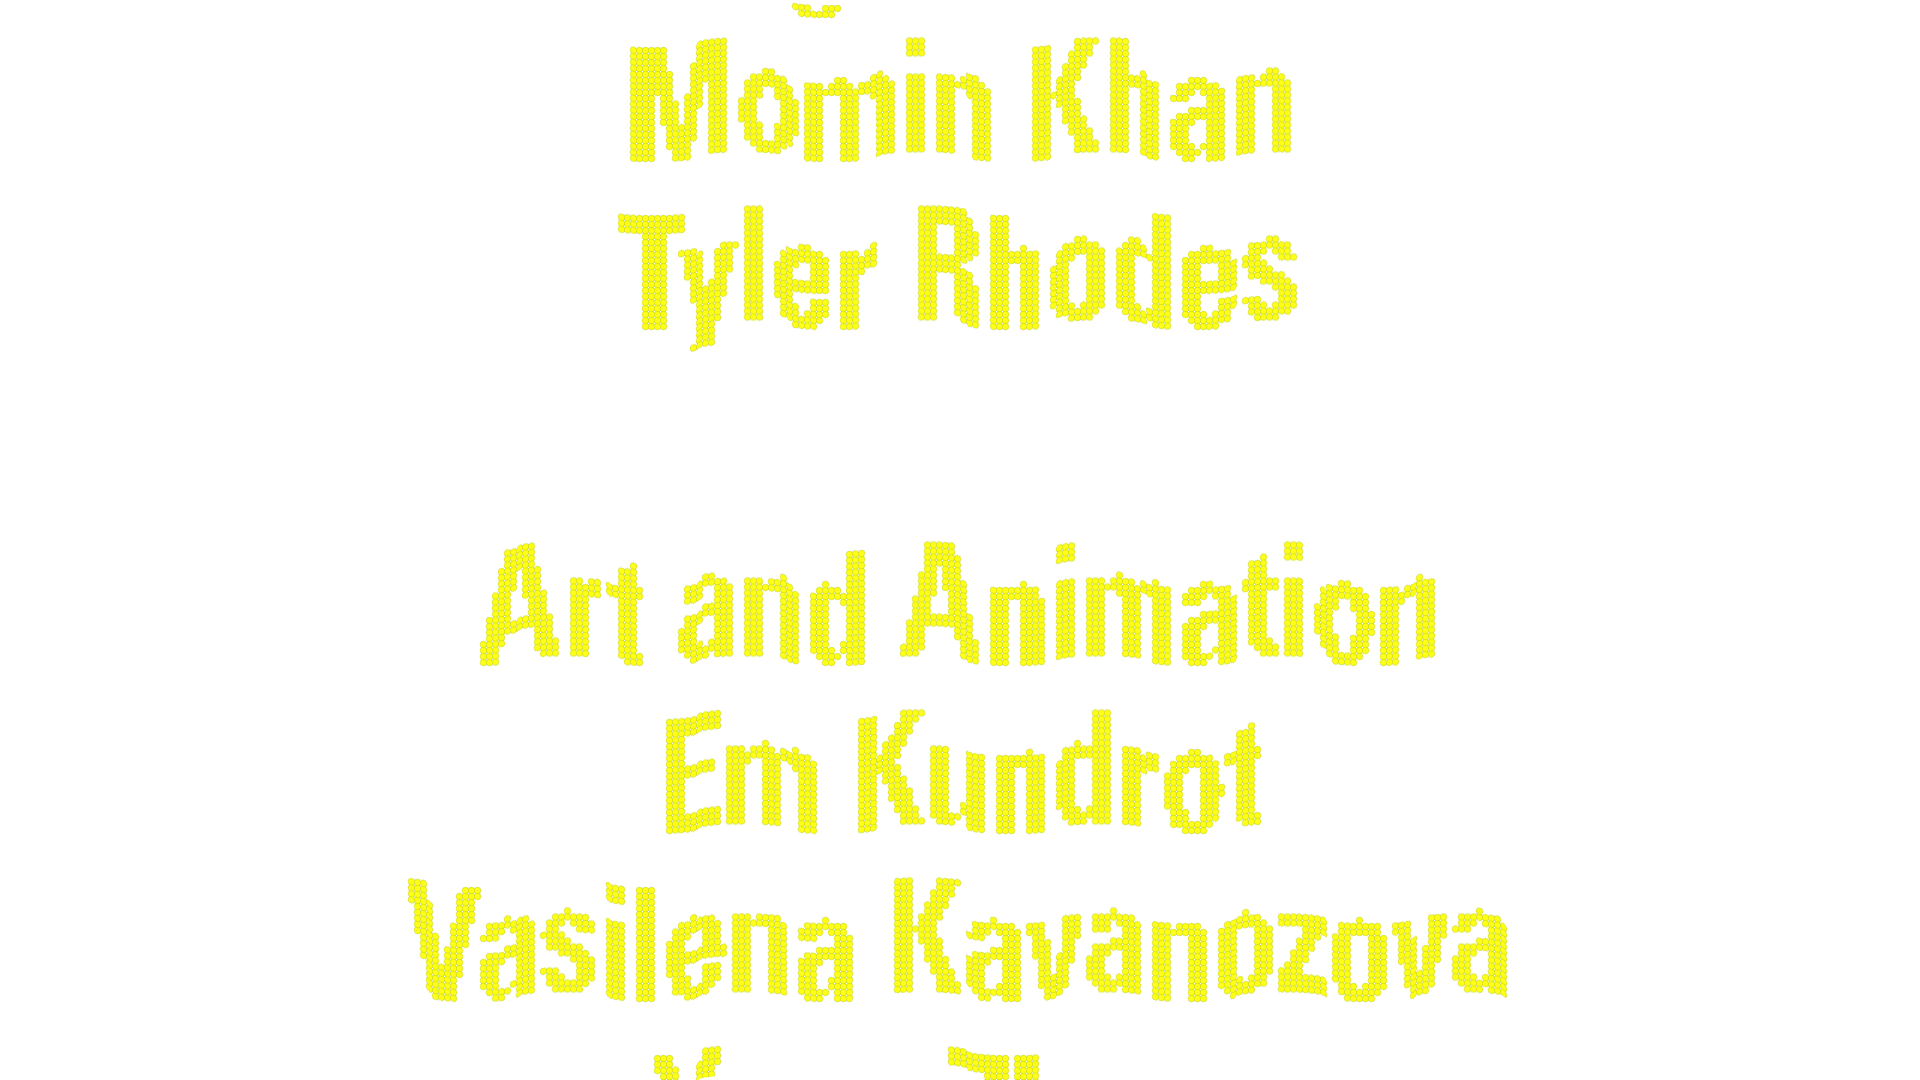 Momin Khan
Tyler Rhodes
Art and Animation
Em Kundrot
Vasilena Kavanozova